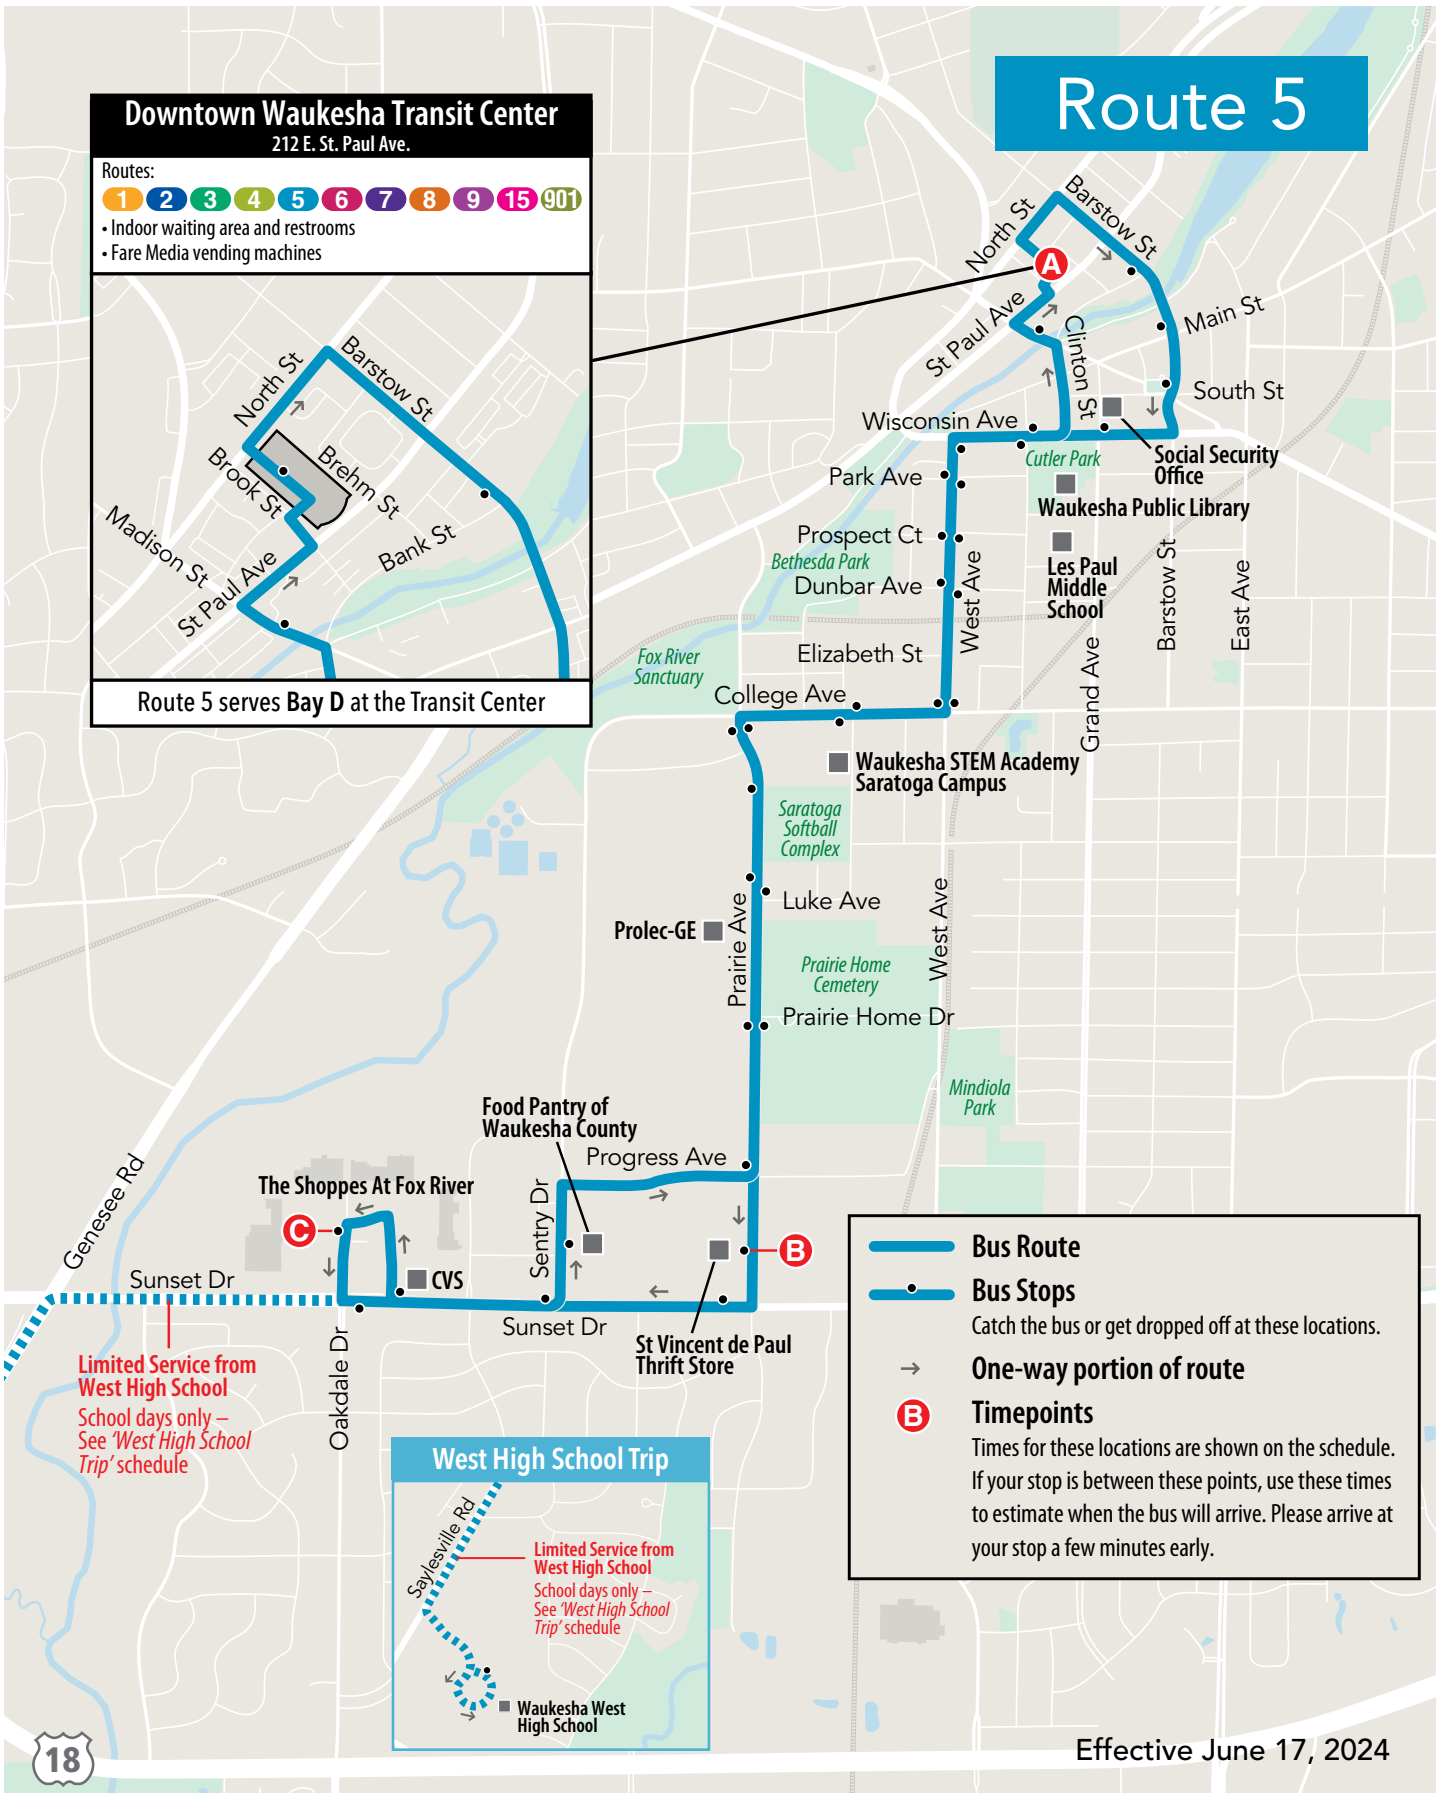 Route 5
Downtown Waukesha Transit Center
212 E. St. Paul Ave.
Routes:
1 2 3 4 5 6 7 8 9 15 901
• Indoor waiting area and restrooms
• Fare Media vending machines
North St
Barstow St
Brook St
Brehm St
Madison St
St Paul Ave
Bank St
Route 5 serves Bay D at the Transit Center
North St
Barstow St
A
St Paul Ave
Clinton St
Main St
South St
Wisconsin Ave
Cutler Park
Social Security
Office
Park Ave
Waukesha Public Library
Prospect Ct
Bethesda Park
Dunbar Ave
West Ave
Les Paul
Middle
School
Barstow St
East Ave
Elizabeth St
Fox River
Sanctuary
College Ave
Grand Ave
Waukesha STEM Academy
Saratoga Campus
Saratoga
Softball
Complex
Luke Ave
Prolec-GE
Prairie Ave
West Ave
Prairie Home
Cemetery
Prairie Home Dr
Mindiola
Park
Food Pantry of
Waukesha County
Progress Ave
Genesee Rd
The Shoppes At Fox River
C
Sentry Dr
B
Sunset Dr
CVS
Sunset Dr
St Vincent de Paul
Thrift Store
Oakdale Dr
Limited Service from
West High School
School days only –
See 'West High School
Trip' schedule
West High School Trip
Saylesville Rd
Limited Service from
West High School
School days only –
See 'West High School
Trip' schedule
Waukesha West
High School
Bus Route
Bus Stops
Catch the bus or get dropped off at these locations.
One-way portion of route
B
Timepoints
Times for these locations are shown on the schedule.
If your stop is between these points, use these times
to estimate when the bus will arrive. Please arrive at
your stop a few minutes early.
18
Effective June 17, 2024